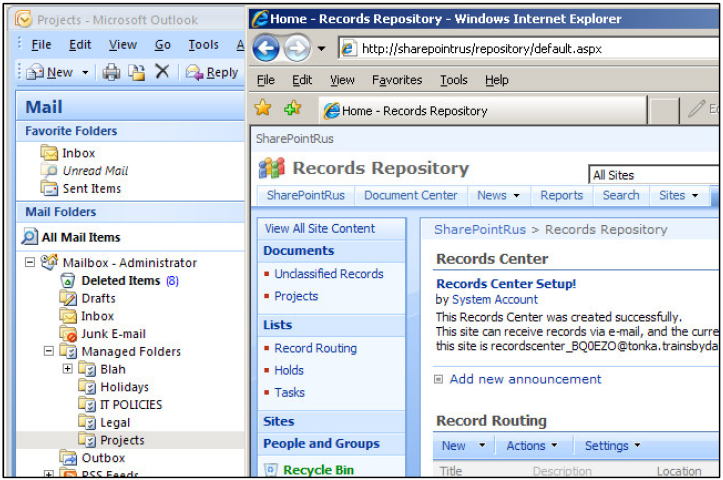 Projects - Microsoft Outlook
File Edit View Go Tools A
New Reply
Mail
Favorite Folders
Inbox
Unread Mail
Sent Items
Mail Folders
All Mail Items
Mailbox - Administrator
Deleted Items (8)
Drafts
Inbox
Junk E-mail
Managed Folders
Blah
Holidays
IT POLICIES
Legal
Projects
Outbox
RSS Feeds
Home - Records Repository - Windows Internet Explorer
http://sharepointrus/repository/default.aspx
File Edit View Favorites Tools Help
Home - Records Repository
SharePointRus
Records Repository
All Sites
SharePointRus Document Center News Reports Search Sites
View All Site Content
Documents
Unclassified Records
Projects
Lists
Record Routing
Holds
Tasks
Sites
People and Groups
Recycle Bin
SharePointRus > Records Repository
Records Center
Records Center Setup!
by System Account
This Records Center was created successfully.
This site can receive records via e-mail, and the curre
this site is recordscenter_BQ0EZO@tonka.trainsbyda
Add new announcement
Record Routing
New Actions Settings
Title Description Location